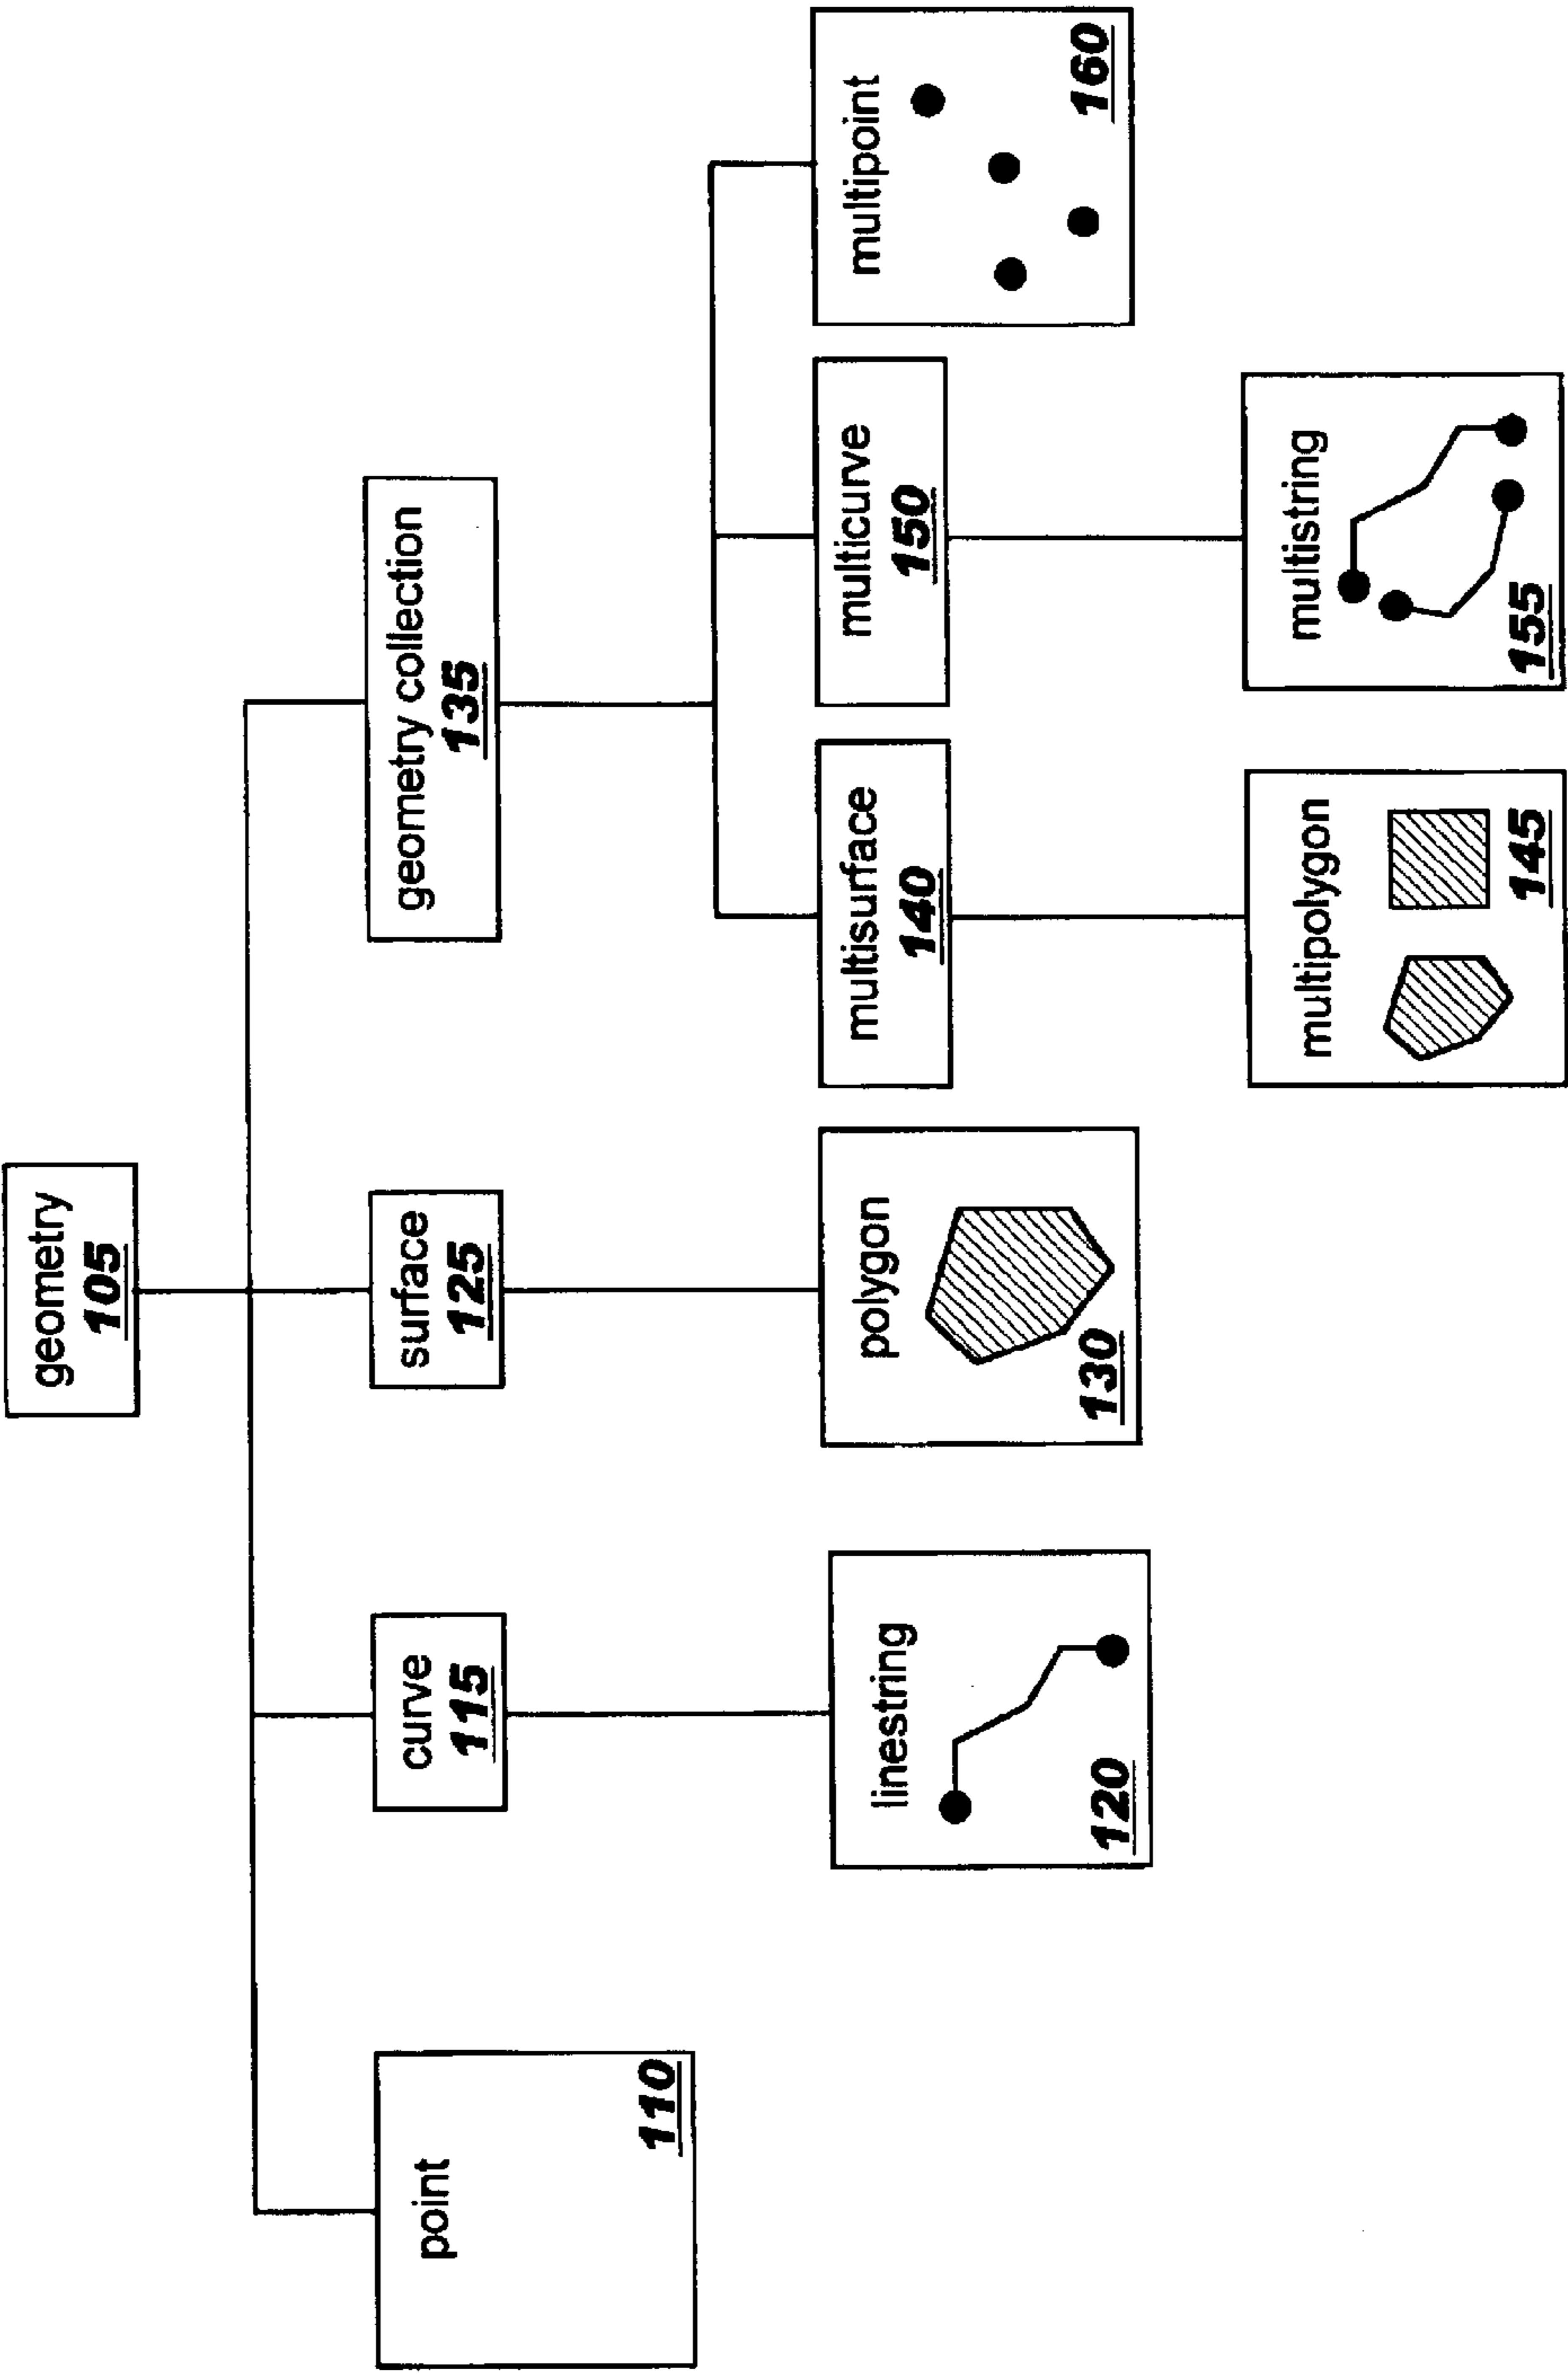 geometry
105
point
110
curve
115
surface
125
geometry collection
135
linestring
120
polygon
130
multisurface
140
multicurve
150
multipoint
160
multipolygon
145
multistring
155